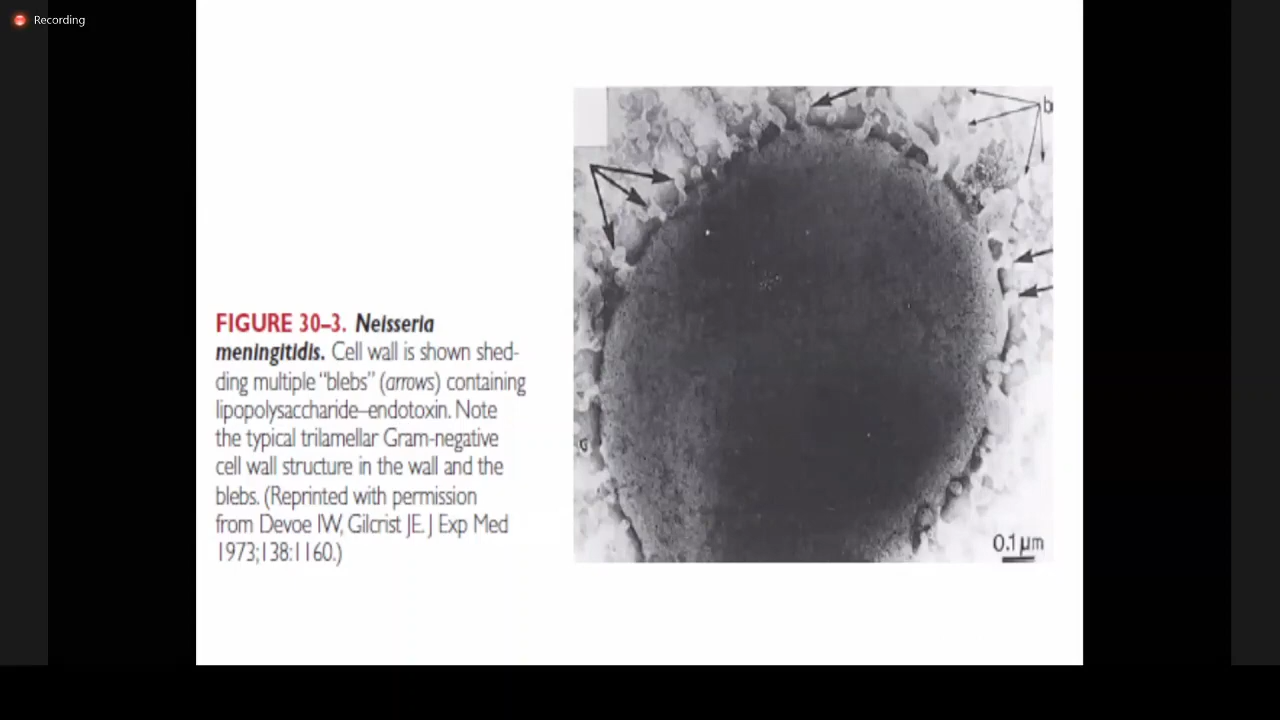 Recording
FIGURE 30–3. Neisseria
meningitidis. Cell wall is shown shed-
ding multiple “blebs” (arrows) containing
lipopolysaccharide–endotoxin. Note
the typical trilamellar Gram-negative
cell wall structure in the wall and the
blebs. (Reprinted with permission
from Devoe IW, Gilcrist JE. J Exp Med
1973;138:1160.)
b
0.1 µm